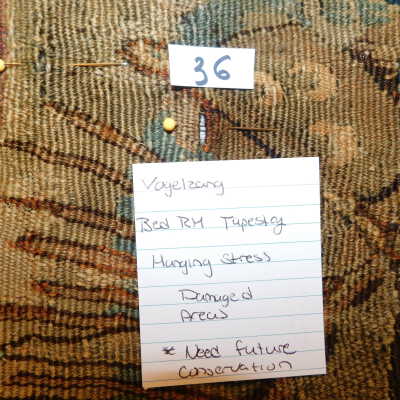 36
Vogelzang
Bed RM Tapestry
Hanging Stress
Damaged
Areas
* Need future
conservation